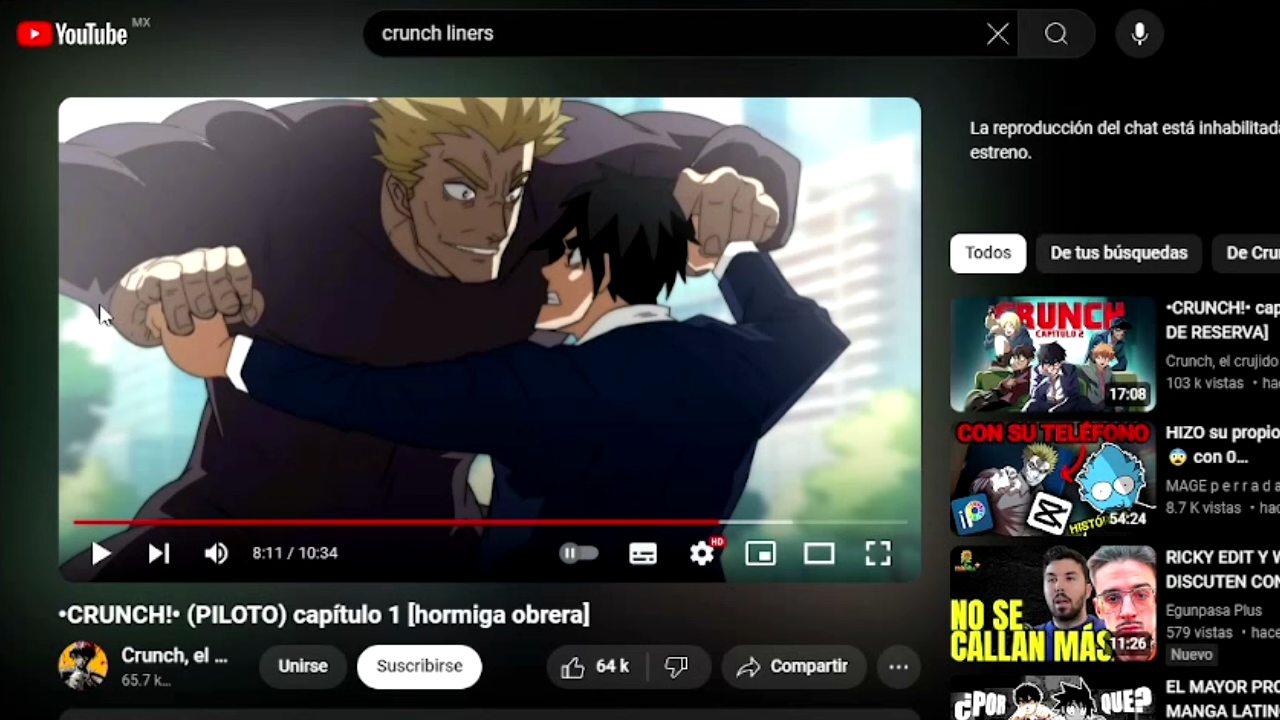 YouTube MX
crunch liners
La reproducción del chat está inhabilitada
estreno.
Todos
De tus búsquedas
De Cru
CRUNCH
CAPITULO 2
17:08
•CRUNCH!• cap
DE RESERVA]
Crunch, el crujido
103 k vistas • hac
CON SU TELÉFONO
HISTÓ
54:24
HIZO su propio
😨 con 0...
MAGE p e r r a d a
8.7 K vistas • hac
NO SE
CALLAN MÁS
11:26
RICKY EDIT Y
DISCUTEN CON
Egunpasa Plus
579 vistas • hace
Nuevo
¿POR QUE?
EL MAYOR PRO
MANGA LATIN
8:11 / 10:34
HD
•CRUNCH!• (PILOTO) capítulo 1 [hormiga obrera]
Crunch, el ...
65.7 k...
Unirse
Suscribirse
64 k
Compartir